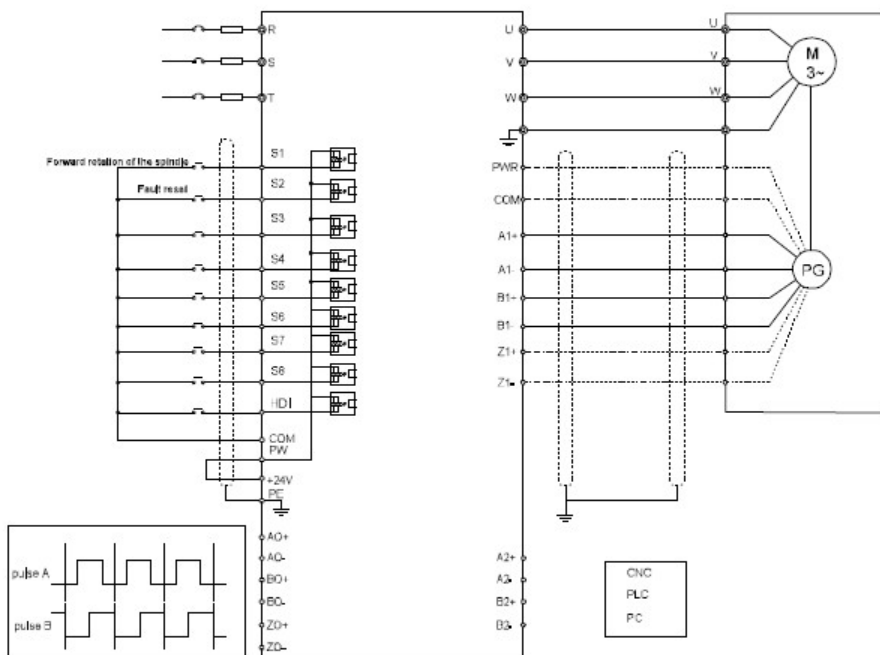 R
S
T
U
V
W
U
V
W
M
3~
Forward rotation of the spindle
Fault reset
S1
S2
S3
S4
S5
S6
S7
S8
HDI
COM
PW
+24V
PE
PWR
COM
A1+
A1-
B1+
B1-
Z1+
Z1-
PG
AO+
AO-
BO+
BO-
ZO+
ZO-
A2+
A2-
B2+
B2-
pulse A
pulse B
CNC
PLC
PC